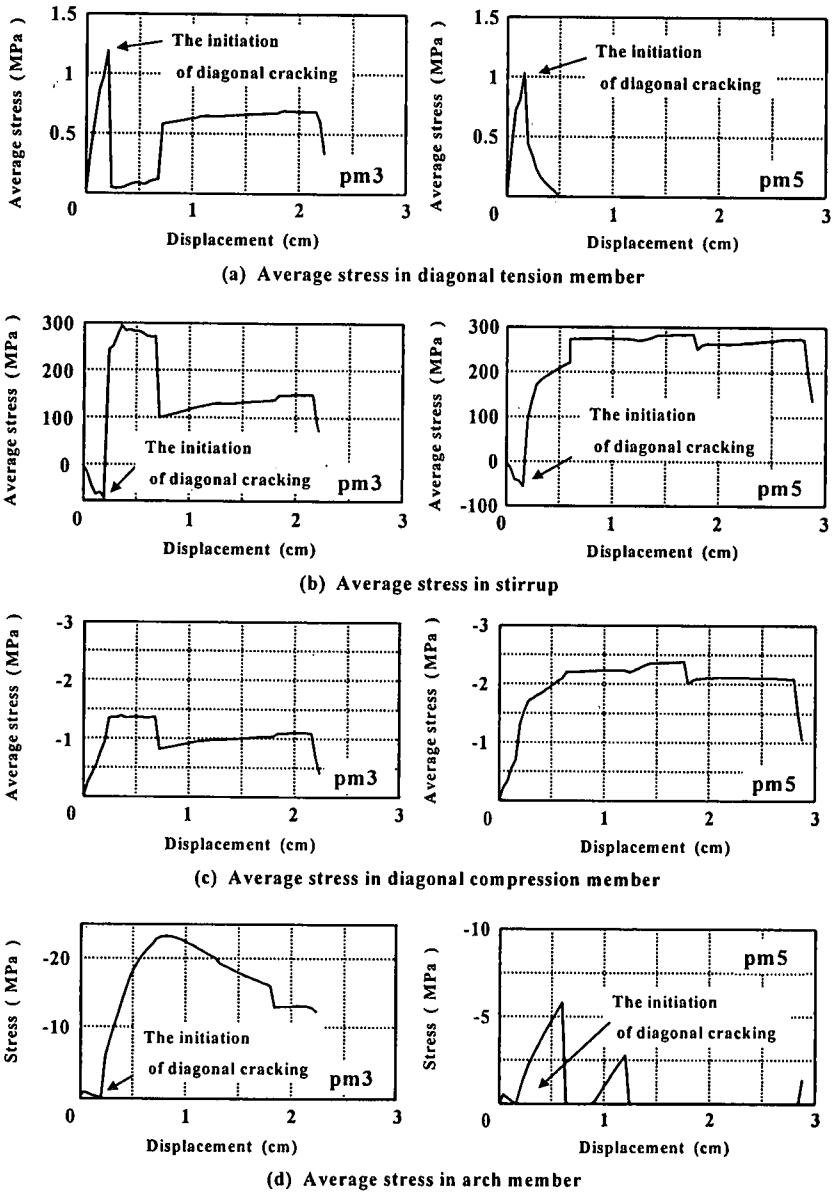 Average stress (MPa)
1.5
1
0.5
0
The initiation
of diagonal cracking
pm3
0 1 2 3
Displacement (cm)
Average stress (MPa)
1.5
1
0.5
The initiation
of diagonal cracking
pm5
0 1 2 3
Displacement (cm)
(a) Average stress in diagonal tension member
Average stress (MPa)
300
200
100
0
The initiation
of diagonal cracking
pm3
0 1 2 3
Displacement (cm)
Average stress (MPa)
300
200
100
0
-100
The initiation
of diagonal cracking
pm5
0 1 2 3
Displacement (cm)
(b) Average stress in stirrup
Average stress (MPa)
-3
-2
-1
pm3
0 1 2 3
Displacement (cm)
Average stress (MPa)
-3
-2
-1
pm5
0 1 2 3
Displacement (cm)
(c) Average stress in diagonal compression member
Stress ( MPa )
-20
-10
The initiation
of diagonal cracking
pm3
0 1 2 3
Displacement (cm)
Stress ( MPa )
-10
-5
0
pm5
The initiation
of diagonal cracking
0 1 2 3
Displacement (cm)
(d) Average stress in arch member